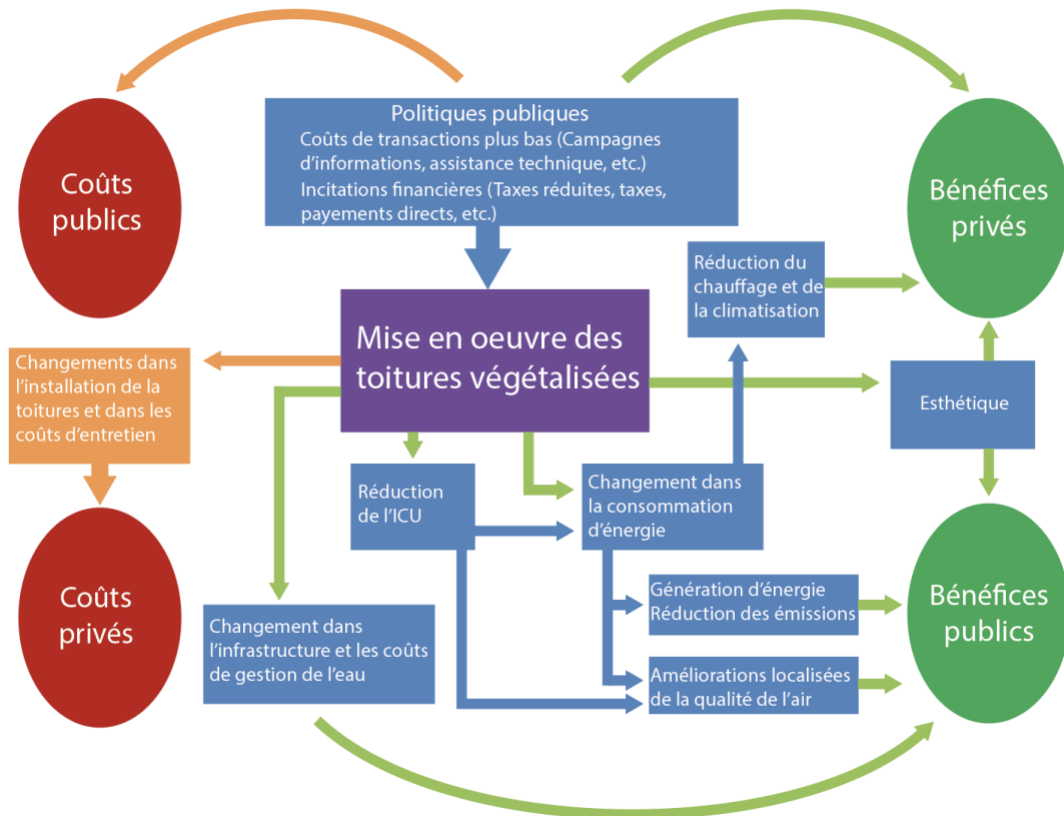 Politiques publiques
Coûts de transactions plus bas (Campagnes
d'informations, assistance technique, etc.)
Incitations financières (Taxes réduites, taxes,
payements directs, etc.)
Coûts
publics
Bénéfices
privés
Réduction du
chauffage et de
la climatisation
Mise en oeuvre des
toitures végétalisées
Changements dans
l'installation de la
toitures et dans les
coûts d'entretien
Esthétique
Réduction
de l'ICU
Changement dans
la consommation
d'énergie
Coûts
privés
Changement dans
l'infrastructure et les coûts
de gestion de l'eau
Génération d'énergie
Réduction des émissions
Bénéfices
publics
Améliorations localisées
de la qualité de l'air